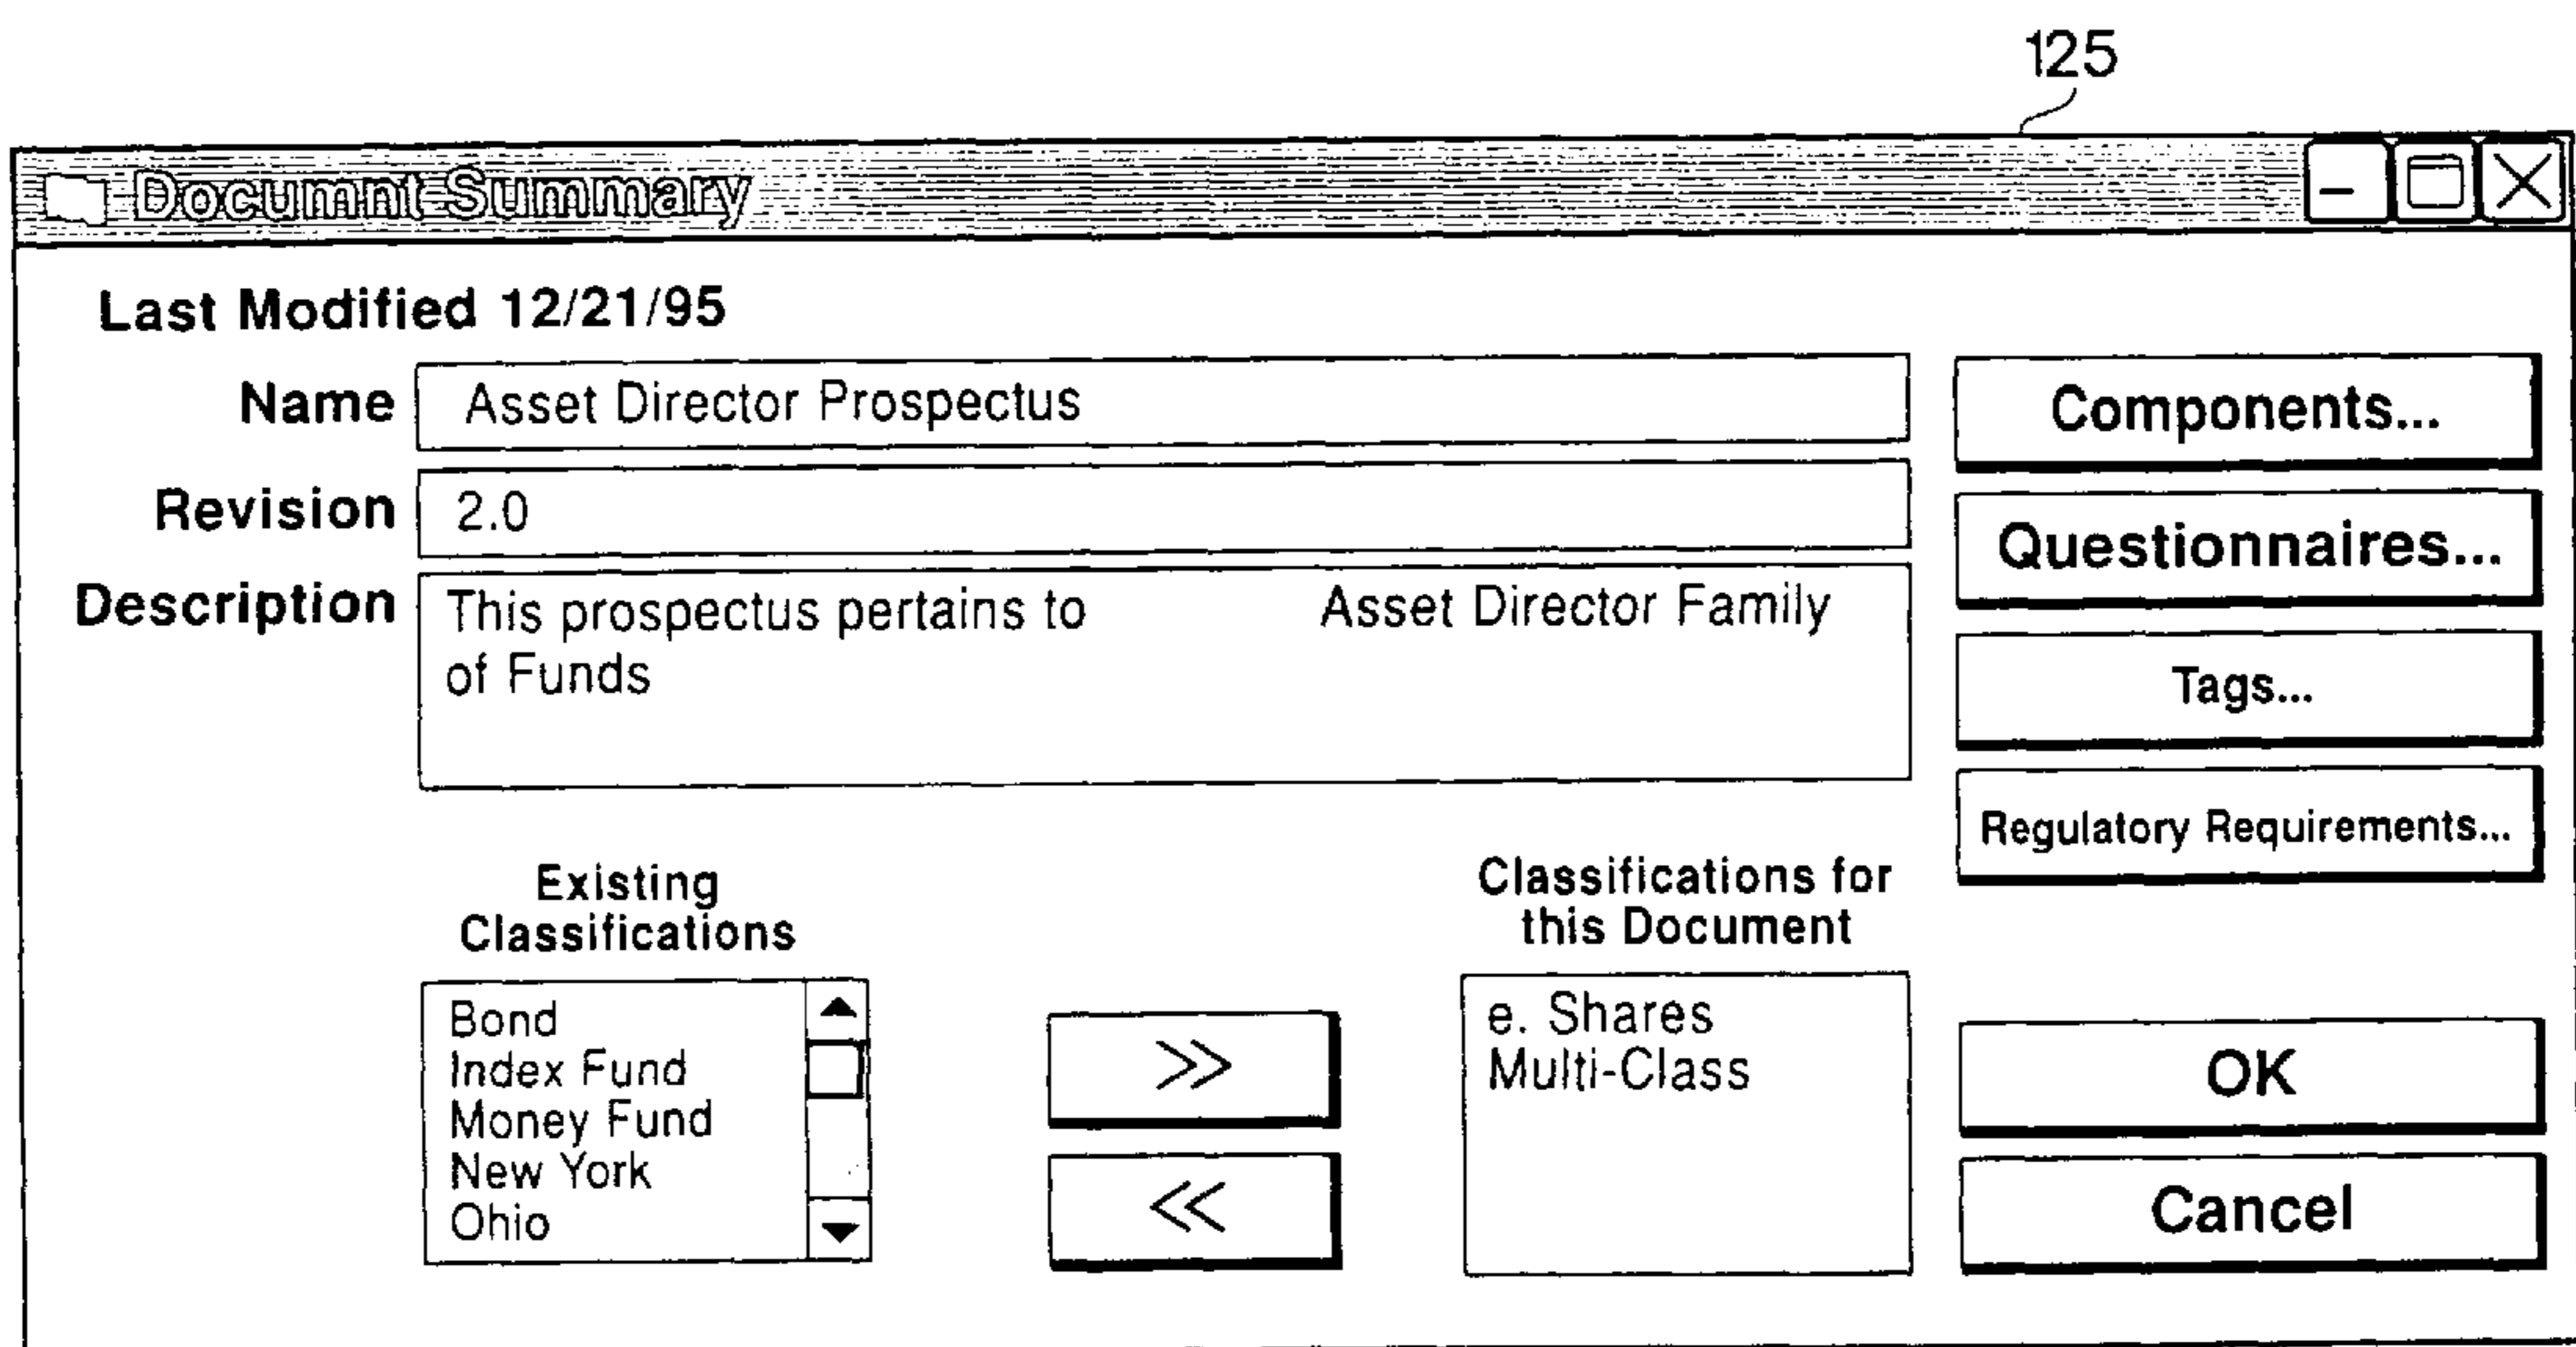 125
Documnt Summary
Last Modified 12/21/95
Name Asset Director Prospectus
Revision 2.0
Description This prospectus pertains to Asset Director Family
of Funds
Components...
Questionnaires...
Tags...
Regulatory Requirements...
Existing
Classifications
Bond
Index Fund
Money Fund
New York
Ohio
>>
<<
Classifications for
this Document
e. Shares
Multi-Class
OK
Cancel